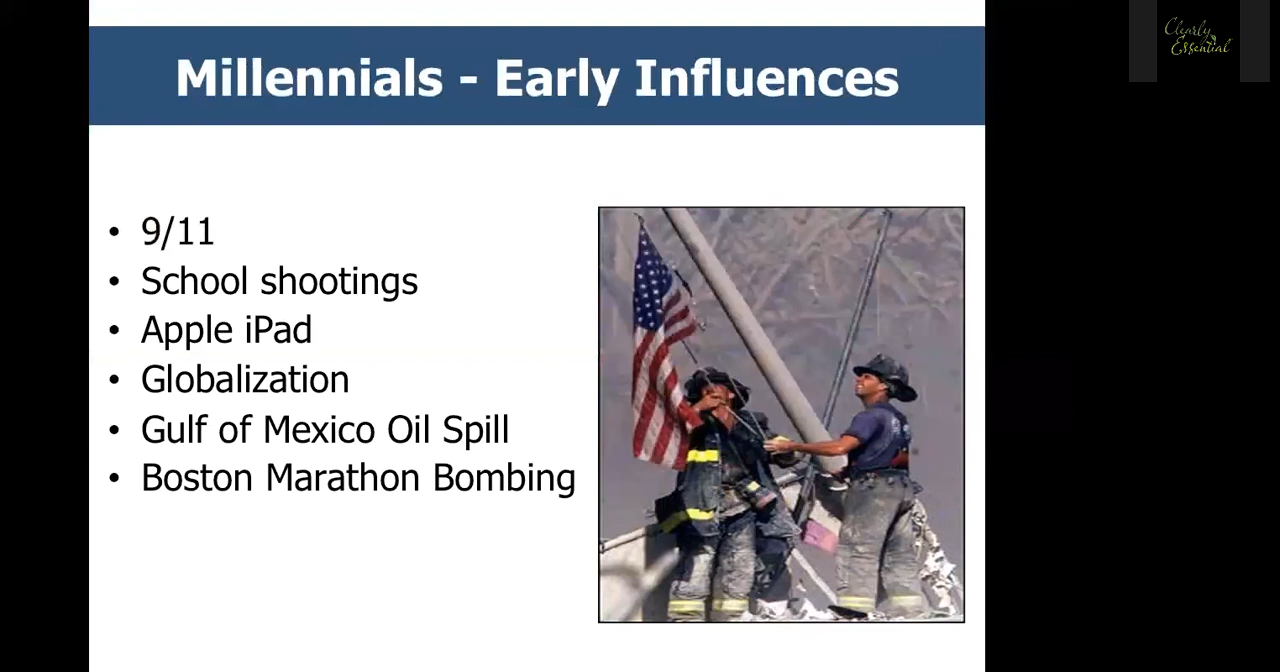 Millennials - Early Influences
Clearly
Essential
• 9/11
• School shootings
• Apple iPad
• Globalization
• Gulf of Mexico Oil Spill
• Boston Marathon Bombing